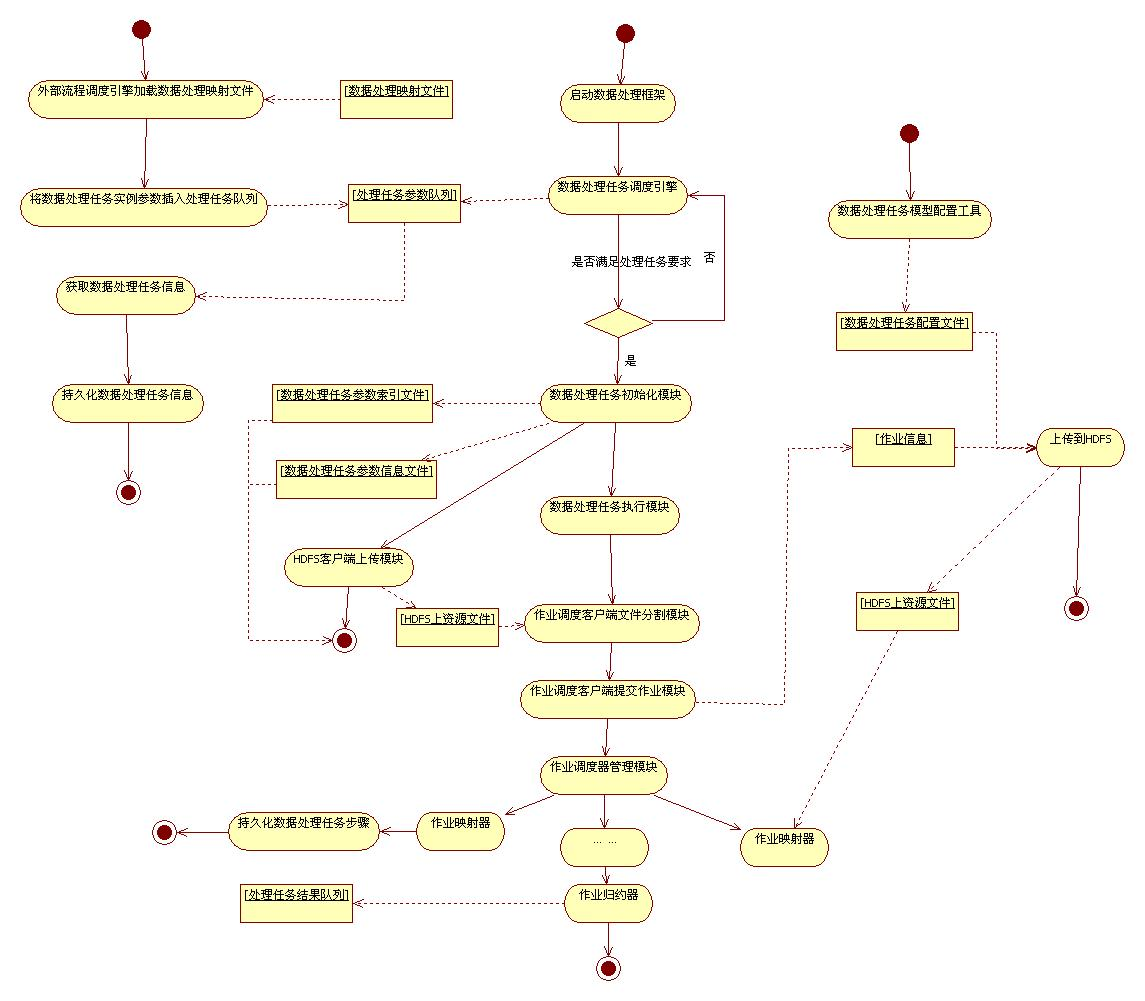 外部流程调度引擎加载数据处理映射文件
[数据处理映射文件]
启动数据处理框架
将数据处理任务实例参数插入处理任务队列
[处理任务参数队列]
数据处理任务调度引擎
数据处理任务模型配置工具
是否满足处理任务要求
否
获取数据处理任务信息
[数据处理任务配置文件]
是
持久化数据处理任务信息
[数据处理任务参数索引文件]
数据处理任务初始化模块
[作业信息]
上传到HDFS
[数据处理任务参数信息文件]
数据处理任务执行模块
HDFS客户端上传模块
[HDFS上资源文件]
作业调度客户端文件分割模块
[HDFS上资源文件]
作业调度客户端提交作业模块
作业调度器管理模块
持久化数据处理任务步骤
作业映射器
... ...
作业映射器
[处理任务结果队列]
作业归约器